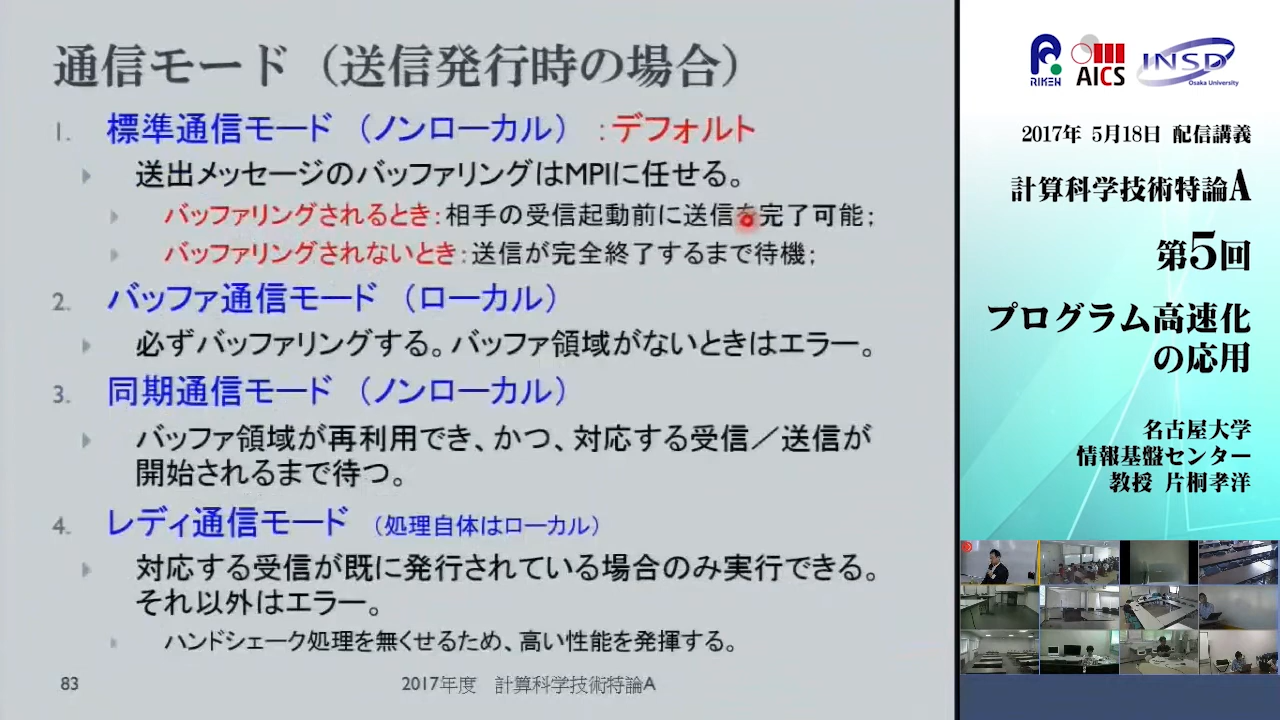 通信モード（送信発行時の場合）
1. 標準通信モード （ノンローカル） ：デフォルト
送出メッセージのバッファリングはMPIに任せる。
バッファリングされるとき：相手の受信起動前に送信を完了可能；
バッファリングされないとき：送信が完全終了するまで待機；
2. バッファ通信モード （ローカル）
必ずバッファリングする。バッファ領域がないときはエラー。
3. 同期通信モード （ノンローカル）
バッファ領域が再利用でき、かつ、対応する受信／送信が
開始されるまで待つ。
4. レディ通信モード （処理自体はローカル）
対応する受信が既に発行されている場合のみ実行できる。
それ以外はエラー。
ハンドシェーク処理を無くせるため、高い性能を発揮する。
83
2017年度 計算科学技術特論A
RIKEN
AICS
INSD
Osaka University
2017年 5月18日 配信講義
計算科学技術特論A
第5回
プログラム高速化
の応用
名古屋大学
情報基盤センター
教授 片桐孝洋